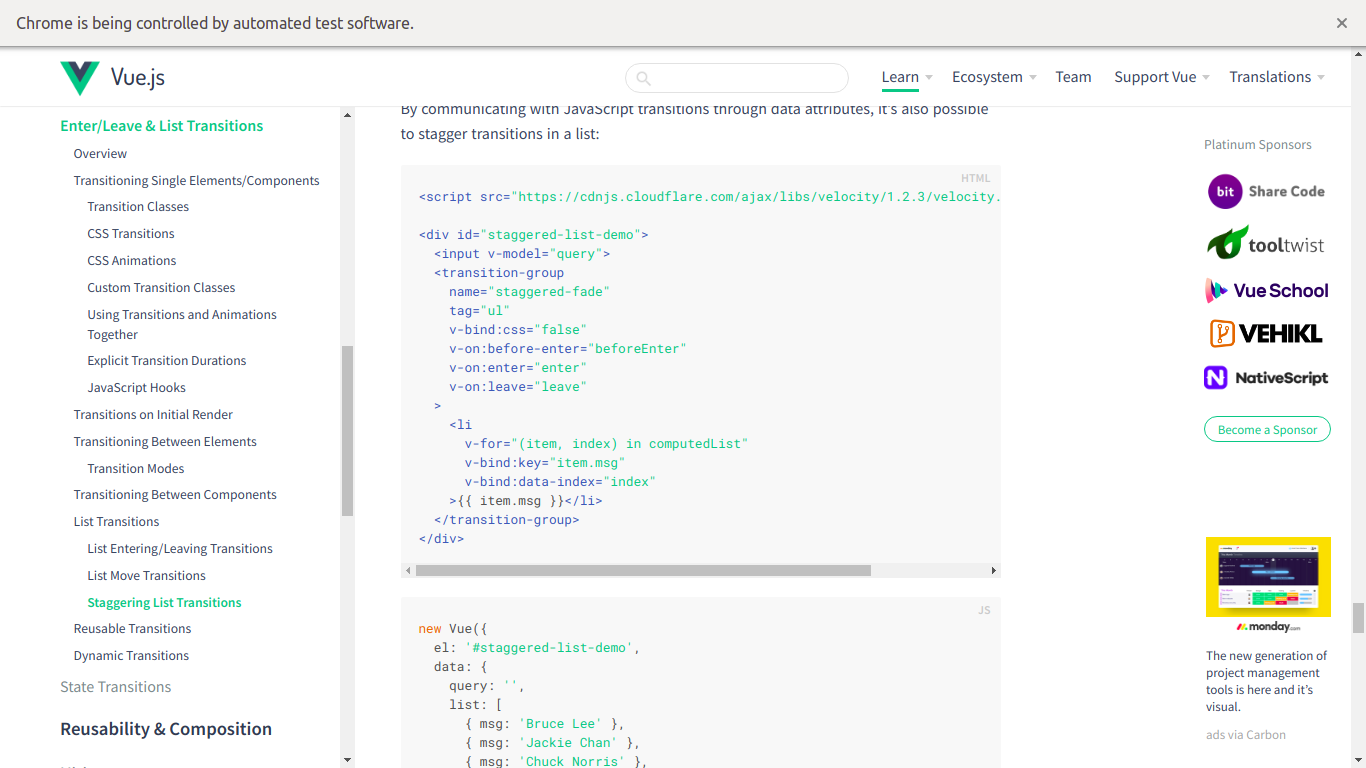 Chrome is being controlled by automated test software.
Vue.js
Learn
Ecosystem
Team
Support Vue
Translations
Enter/Leave & List Transitions
Overview
Transitioning Single Elements/Components
Transition Classes
CSS Transitions
CSS Animations
Custom Transition Classes
Using Transitions and Animations
Together
Explicit Transition Durations
JavaScript Hooks
Transitions on Initial Render
Transitioning Between Elements
Transition Modes
Transitioning Between Components
List Transitions
List Entering/Leaving Transitions
List Move Transitions
Staggering List Transitions
Reusable Transitions
Dynamic Transitions
State Transitions
Reusability & Composition
By communicating with JavaScript transitions through data attributes, it's also possible
to stagger transitions in a list:
HTML
<script src="https://cdnjs.cloudflare.com/ajax/libs/velocity/1.2.3/velocity.
<div id="staggered-list-demo">
<input v-model="query">
<transition-group
name="staggered-fade"
tag="ul"
v-bind:css="false"
v-on:before-enter="beforeEnter"
v-on:enter="enter"
v-on:leave="leave"
>
<li
v-for="(item, index) in computedList"
v-bind:key="item.msg"
v-bind:data-index="index"
>{{ item.msg }}</li>
</transition-group>
</div>
JS
new Vue({
el: '#staggered-list-demo',
data: {
query: '',
list: [
{ msg: 'Bruce Lee' },
{ msg: 'Jackie Chan' },
{ msg: 'Chuck Norris' },
Platinum Sponsors
bit Share Code
tooltwist
Vue School
VEHIKL
N NativeScript
Become a Sponsor
monday.com
The new generation of
project management
tools is here and it's
visual.
ads via Carbon